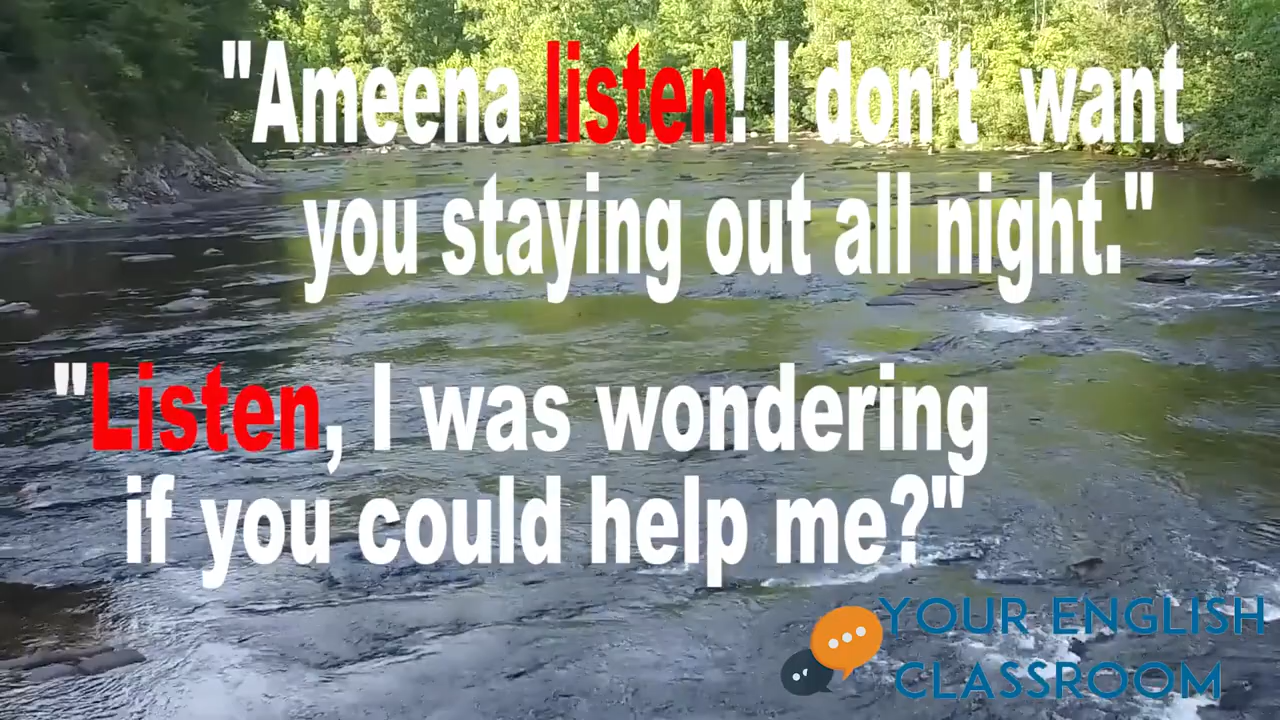 "Ameena listen! I don't want
you staying out all night."
"Listen, I was wondering
if you could help me?"
YOUR ENGLISH
CLASSROOM